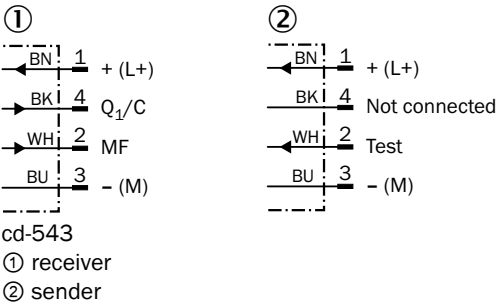 ① ②
BN 1 + (L+) BN 1 + (L+)
BK 4 Q1/C BK 4 Not connected
WH 2 MF WH 2 Test
BU 3 − (M) BU 3 − (M)
cd-543
① receiver
② sender